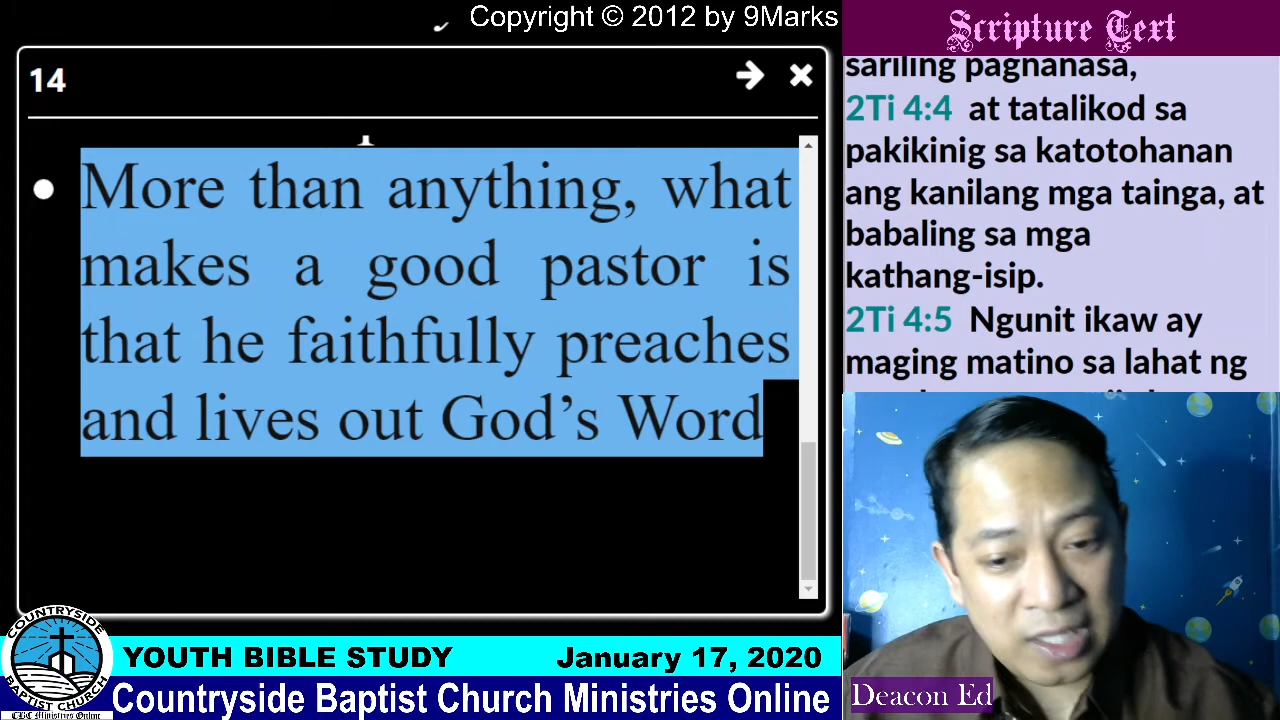 Copyright © 2012 by 9Marks
14
More than anything, what
makes a good pastor is
that he faithfully preaches
and lives out God’s Word
Scripture Text
sariling pagnanasa,
2Ti 4:4 at tatalikod sa
pakikinig sa katotohanan
ang kanilang mga tainga, at
babaling sa mga
kathang-isip.
2Ti 4:5 Ngunit ikaw ay
maging matino sa lahat ng
Deacon Ed
COUNTRYSIDE
BAPTIST CHURCH
CBC Ministries Online
YOUTH BIBLE STUDY January 17, 2020
Countryside Baptist Church Ministries Online